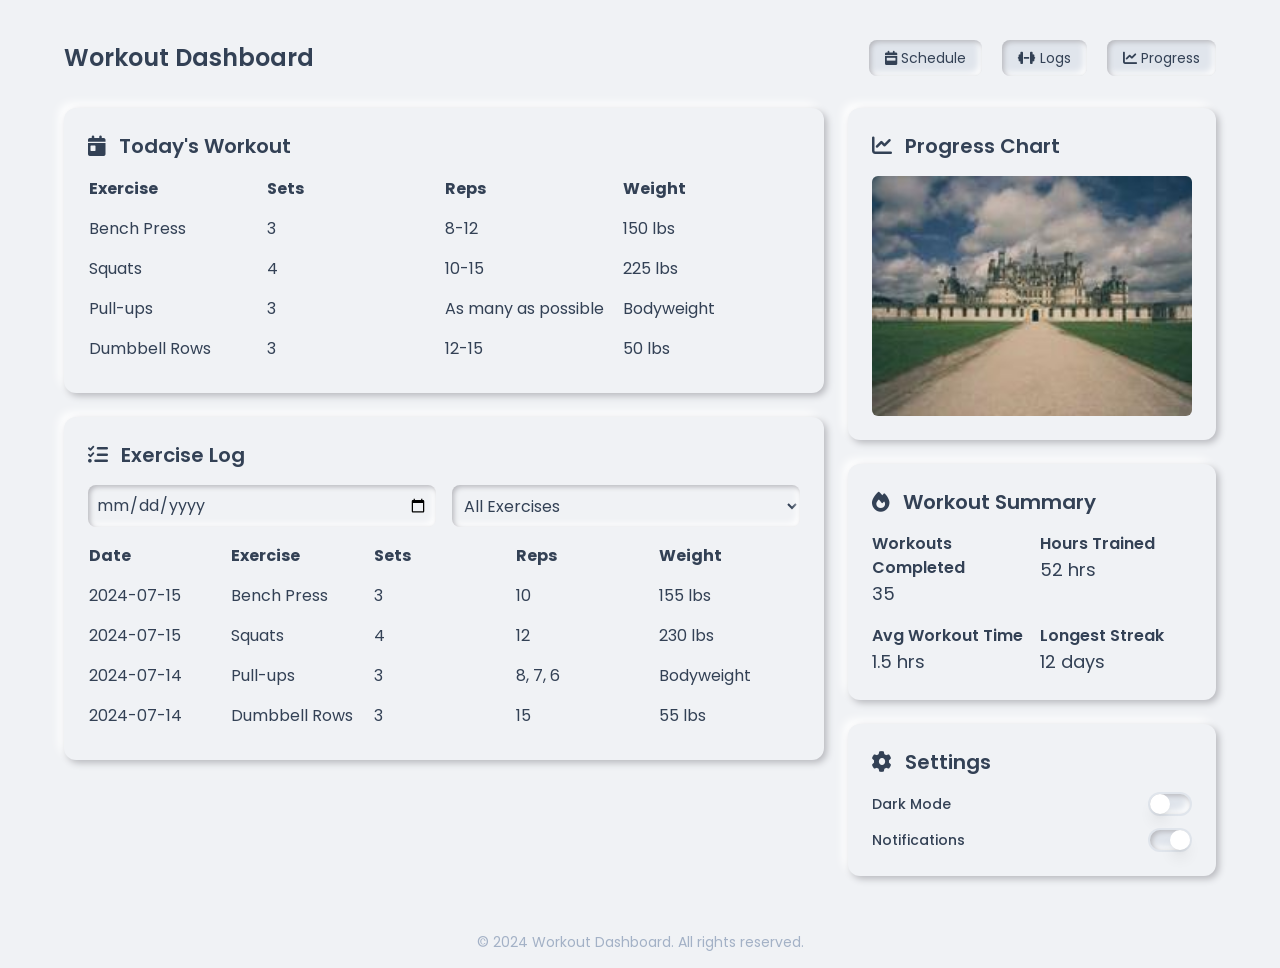 Workout Dashboard
Schedule
Logs
Progress
Today's Workout
Exercise Sets Reps Weight
Bench Press 3 8-12 150 lbs
Squats 4 10-15 225 lbs
Pull-ups 3 As many as possible Bodyweight
Dumbbell Rows 3 12-15 50 lbs
Exercise Log
mm/dd/yyyy
All Exercises
Date Exercise Sets Reps Weight
2024-07-15 Bench Press 3 10 155 lbs
2024-07-15 Squats 4 12 230 lbs
2024-07-14 Pull-ups 3 8, 7, 6 Bodyweight
2024-07-14 Dumbbell Rows 3 15 55 lbs
Progress Chart
Workout Summary
Workouts
Completed
35
Hours Trained
52 hrs
Avg Workout Time
1.5 hrs
Longest Streak
12 days
Settings
Dark Mode
Notifications
© 2024 Workout Dashboard. All rights reserved.